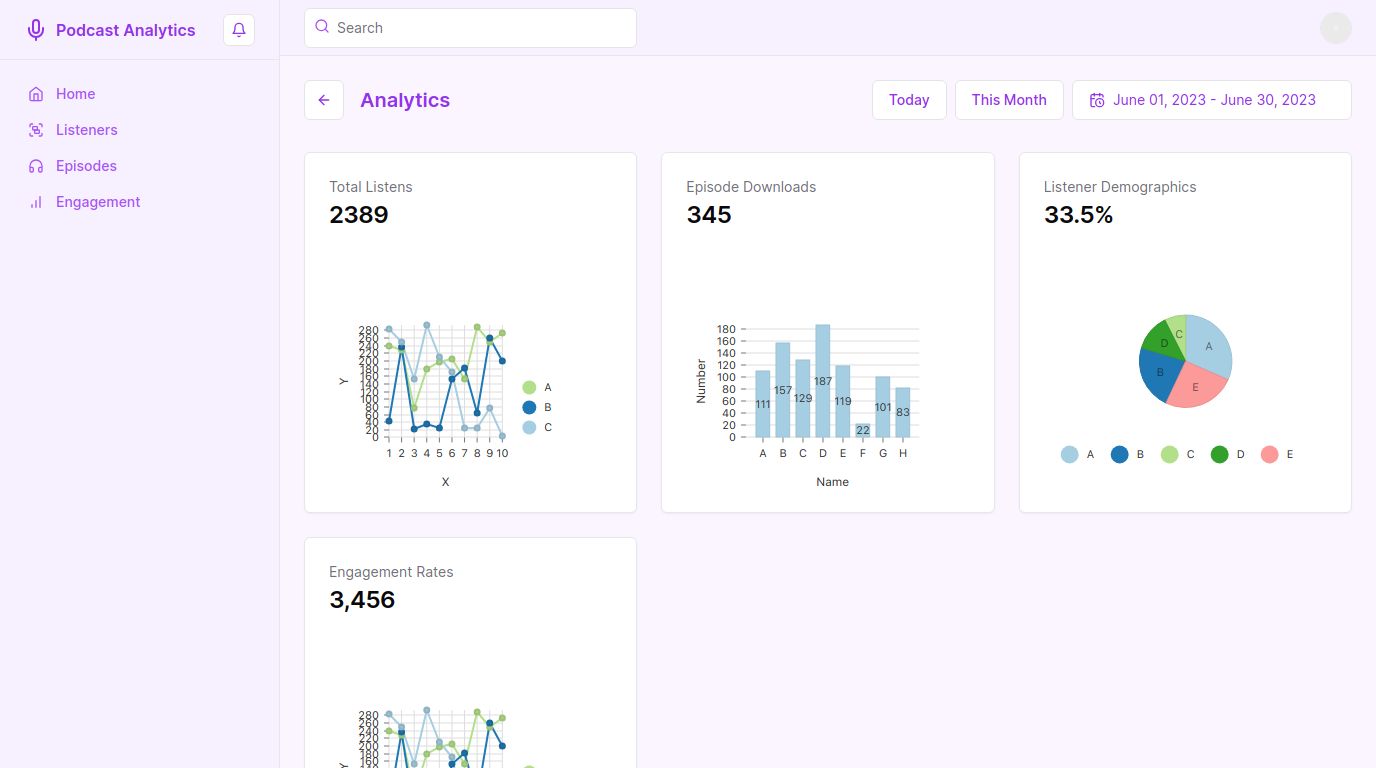 Podcast Analytics
Search
Home
Listeners
Episodes
Engagement
Analytics
Today
This Month
June 01, 2023 - June 30, 2023
Total Listens
2389
280
260
240
220
200
180
160
140
120
100
80
60
40
20
0
Y
1 2 3 4 5 6 7 8 9 10
X
A
B
C
Episode Downloads
345
180
160
140
120
100
80
60
40
20
0
Number
111 157 129 187 119 22 101 83
A B C D E F G H
Name
Listener Demographics
33.5%
A
E
B
D
C
A B C D E
Engagement Rates
3,456
280
260
240
220
200
180
160
Y